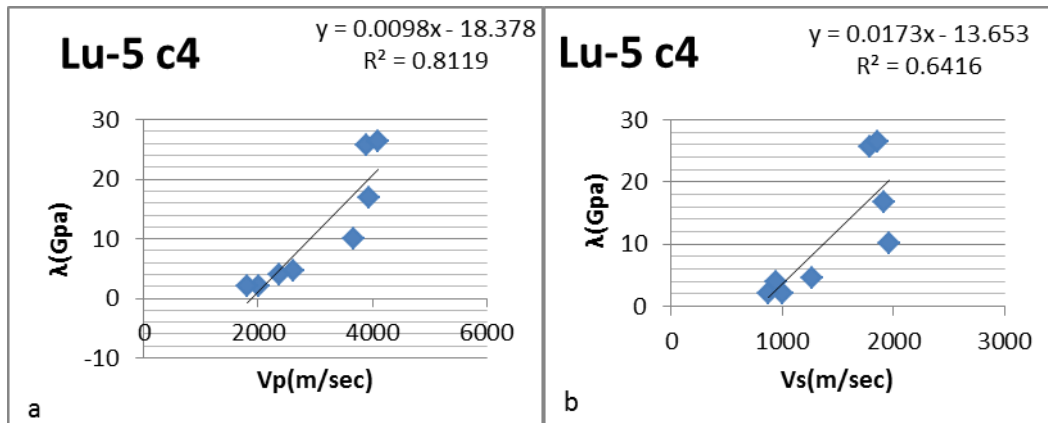 Lu-5 c4
y = 0.0098x - 18.378
R² = 0.8119
30
20
10
0
-10
0
2000
4000
6000
λ(Gpa)
Vp(m/sec)
a
Lu-5 c4
y = 0.0173x - 13.653
R² = 0.6416
30
20
10
0
0
1000
2000
3000
λ(Gpa)
Vs(m/sec)
b